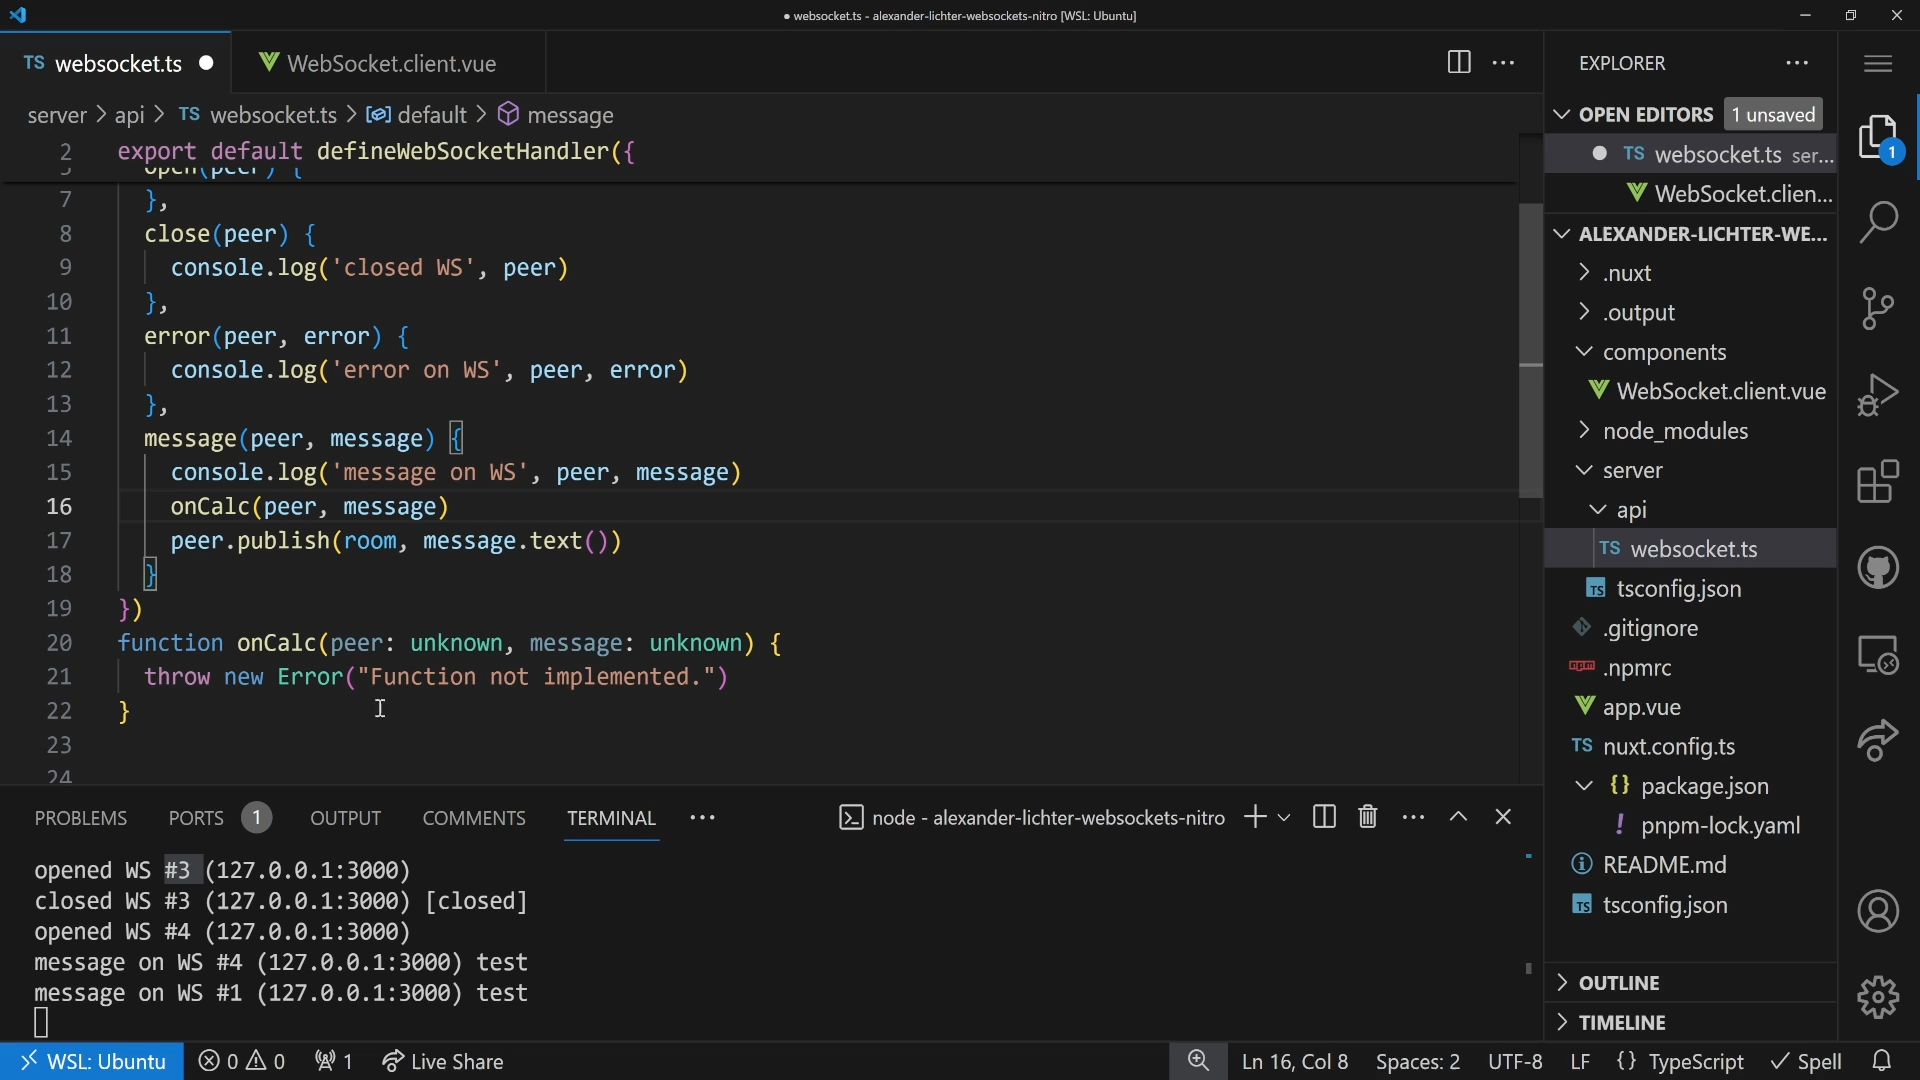 ● websocket.ts - alexander-lichter-websockets-nitro [WSL: Ubuntu]
TS websocket.ts
WebSocket.client.vue
server > api > TS websocket.ts > default > message
2 export default defineWebSocketHandler({
open(peer) {
7 },
8 close(peer) {
9 console.log('closed WS', peer)
10 },
11 error(peer, error) {
12 console.log('error on WS', peer, error)
13 },
14 message(peer, message) {
15 console.log('message on WS', peer, message)
16 onCalc(peer, message)
17 peer.publish(room, message.text())
18 }
19 })
20 function onCalc(peer: unknown, message: unknown) {
21 throw new Error("Function not implemented.")
22 }
23
24
PROBLEMS PORTS 1 OUTPUT COMMENTS TERMINAL
node - alexander-lichter-websockets-nitro
opened WS #3 (127.0.0.1:3000)
closed WS #3 (127.0.0.1:3000) [closed]
opened WS #4 (127.0.0.1:3000)
message on WS #4 (127.0.0.1:3000) test
message on WS #1 (127.0.0.1:3000) test
EXPLORER
OPEN EDITORS 1 unsaved
TS websocket.ts ser...
WebSocket.clien...
ALEXANDER-LICHTER-WE...
.nuxt
.output
components
WebSocket.client.vue
node_modules
server
api
TS websocket.ts
TS tsconfig.json
.gitignore
npm .npmrc
app.vue
TS nuxt.config.ts
{} package.json
! pnpm-lock.yaml
README.md
TS tsconfig.json
OUTLINE
TIMELINE
1
WSL: Ubuntu 0 0 1 Live Share
Ln 16, Col 8 Spaces: 2 UTF-8 LF {} TypeScript Spell